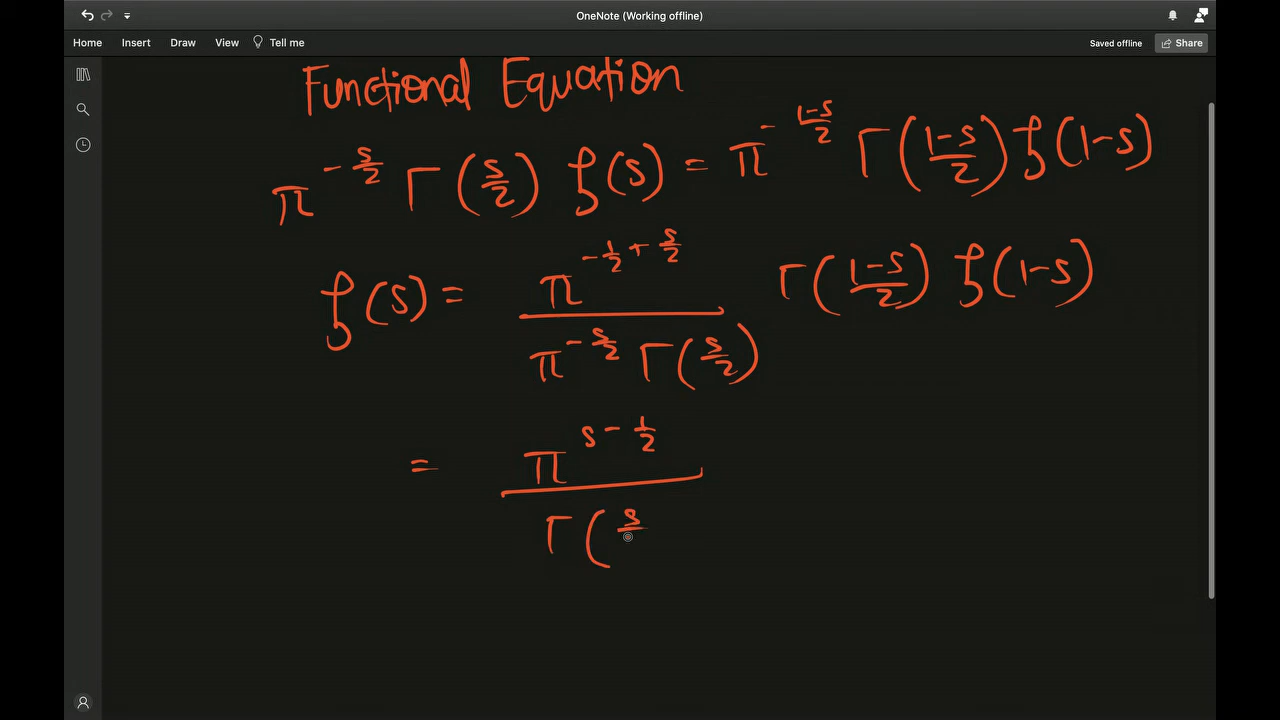 OneNote (Working offline)
Home Insert Draw View Tell me Saved offline Share
Functional Equation
π^{-s/2} Γ(s/2) ζ(s) = π^{-(1-s)/2} Γ((1-s)/2) ζ(1-s)
ζ(s) = π^{-1/2 + s/2} / (π^{-s/2} Γ(s/2)) Γ((1-s)/2) ζ(1-s)
= π^{s - 1/2} / Γ(s